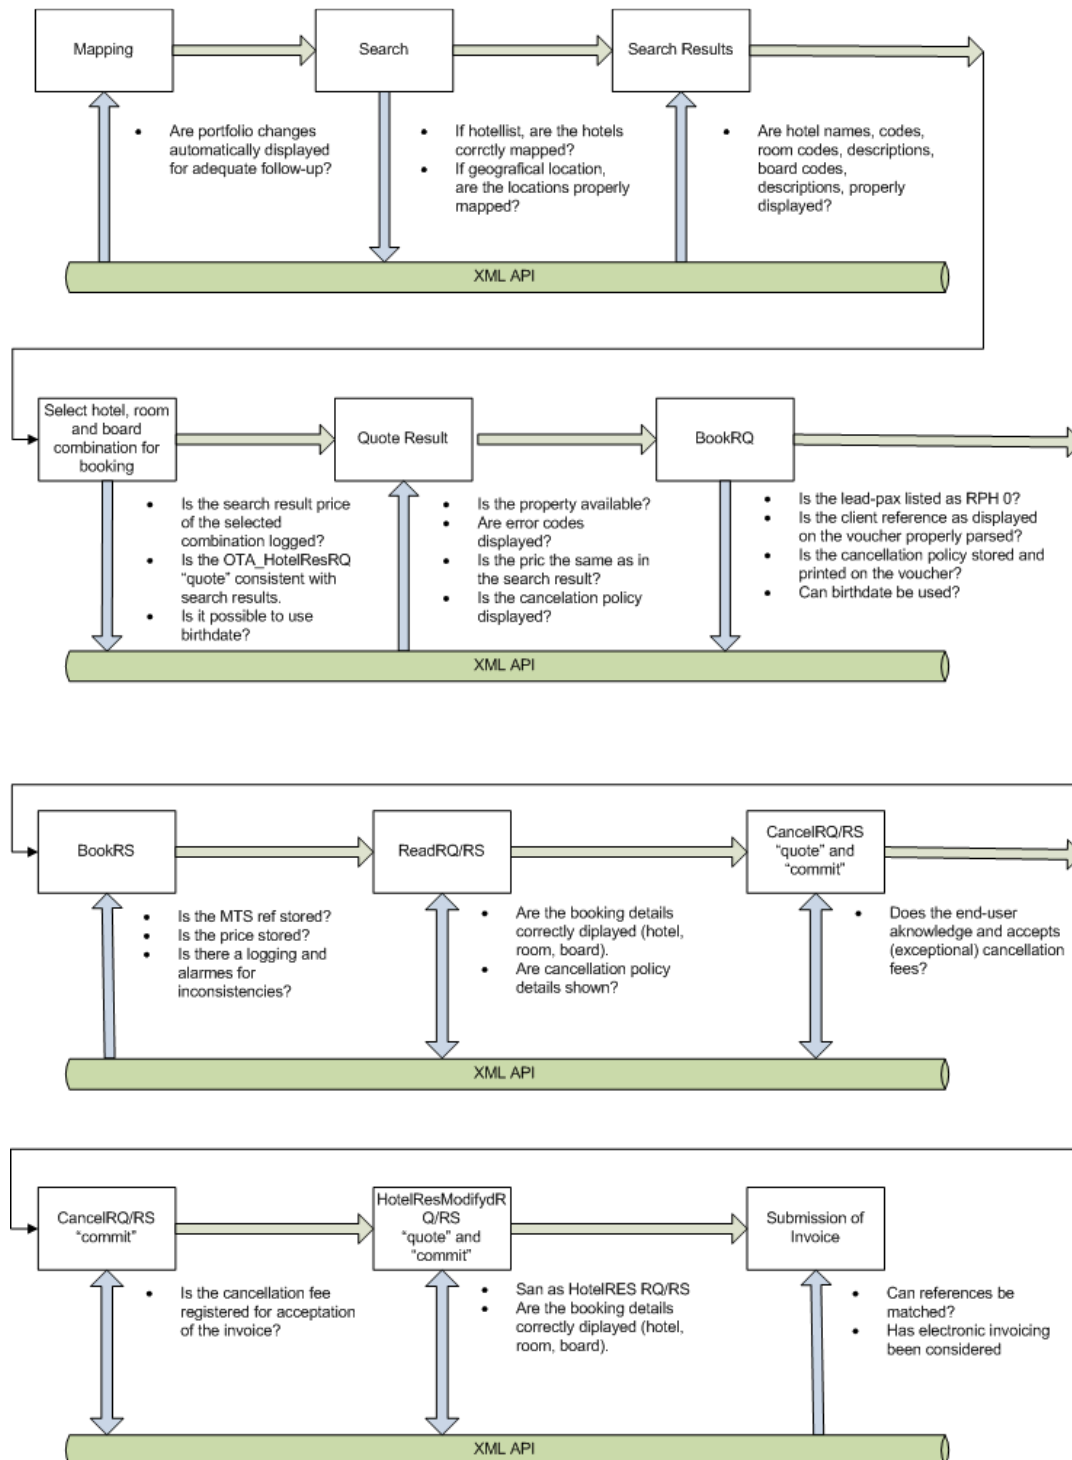 Mapping
Search
Search Results
• Are portfolio changes
automatically displayed
for adequate follow-up?
• If hotellist, are the hotels
corrctly mapped?
• If geografical location,
are the locations properly
mapped?
• Are hotel names, codes,
room codes, descriptions,
board codes,
descriptions, properly
displayed?
XML API
Select hotel, room
and board
combination for
booking
Quote Result
BookRQ
• Is the search result price
of the selected
combination logged?
• Is the OTA_HotelResRQ
“quote” consistent with
search results.
• Is it possible to use
birthdate?
• Is the property available?
• Are error codes
displayed?
• Is the pric the same as in
the search result?
• Is the cancelation policy
displayed?
• Is the lead-pax listed as RPH 0?
• Is the client reference as displayed
on the voucher properly parsed?
• Is the cancellation policy stored and
printed on the voucher?
• Can birthdate be used?
XML API
BookRS
ReadRQ/RS
CancelRQ/RS
“quote” and
“commit”
• Is the MTS ref stored?
• Is the price stored?
• Is there a logging and
alarmes for
inconsistencies?
• Are the booking details
correctly diplayed (hotel,
room, board).
• Are cancellation policy
details shown?
• Does the end-user
aknowledge and accepts
(exceptional) cancellation
fees?
XML API
CancelRQ/RS
“commit”
HotelResModifydR
Q/RS
“quote” and
“commit”
Submission of
Invoice
• Is the cancellation fee
registered for acceptation
of the invoice?
• San as HotelRES RQ/RS
• Are the booking details
correctly diplayed (hotel,
room, board).
• Can references be
matched?
• Has electronic invoicing
been considered
XML API